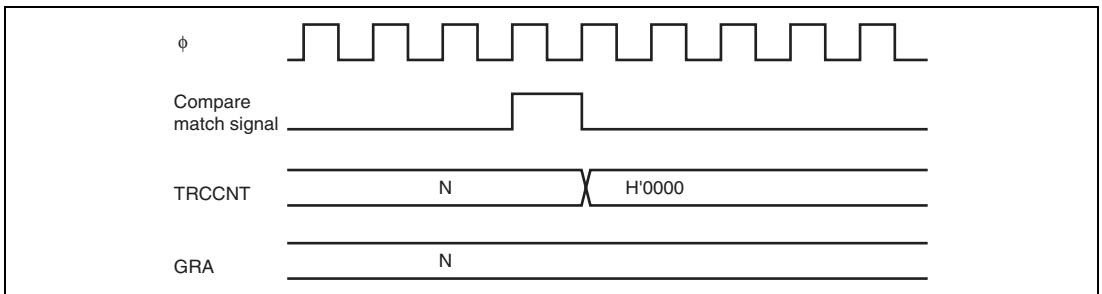 φ
Compare
match signal
TRCCNT
N
H'0000
GRA
N